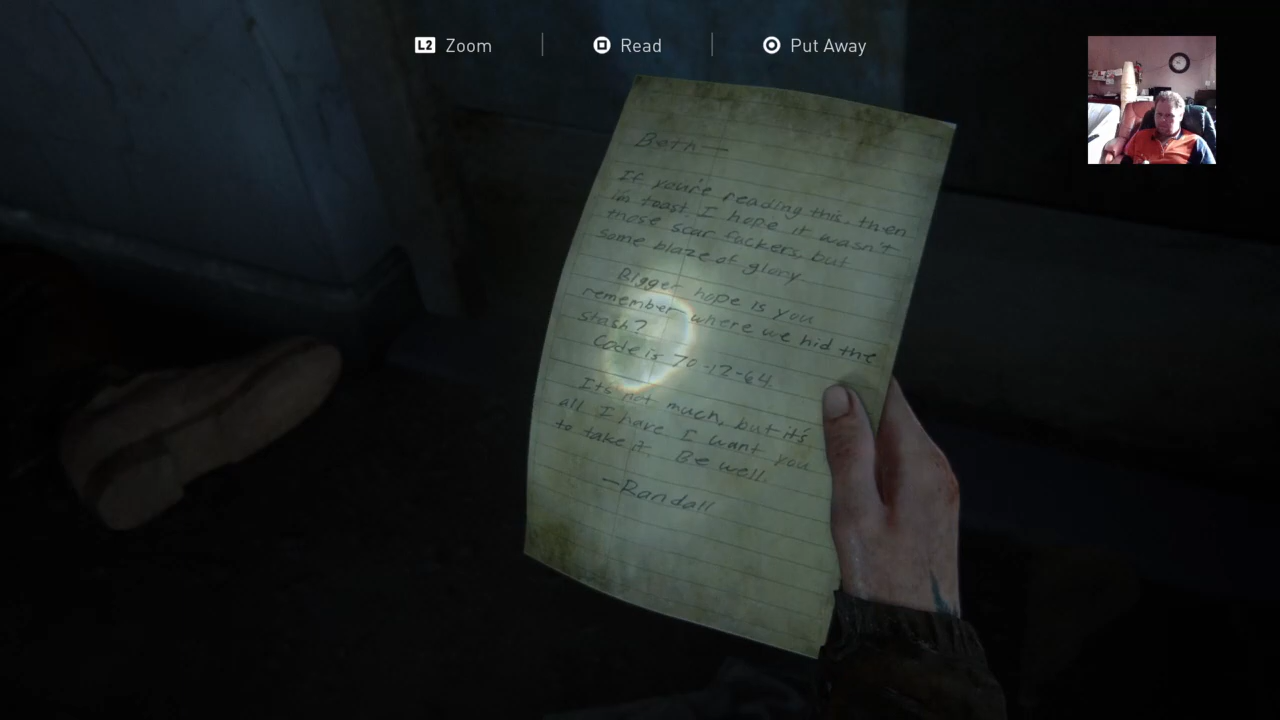 L2 Zoom Read Put Away
Beth—
If you're reading this, then
I'm toast. I hope it wasn't
those scar fuckers, but
some blaze of glory.
Bigger hope is you
remember where we hid the
stash?
Code is 70-12-64.
It's not much, but it's
all I have I want you
to take it. Be well.
—Randall